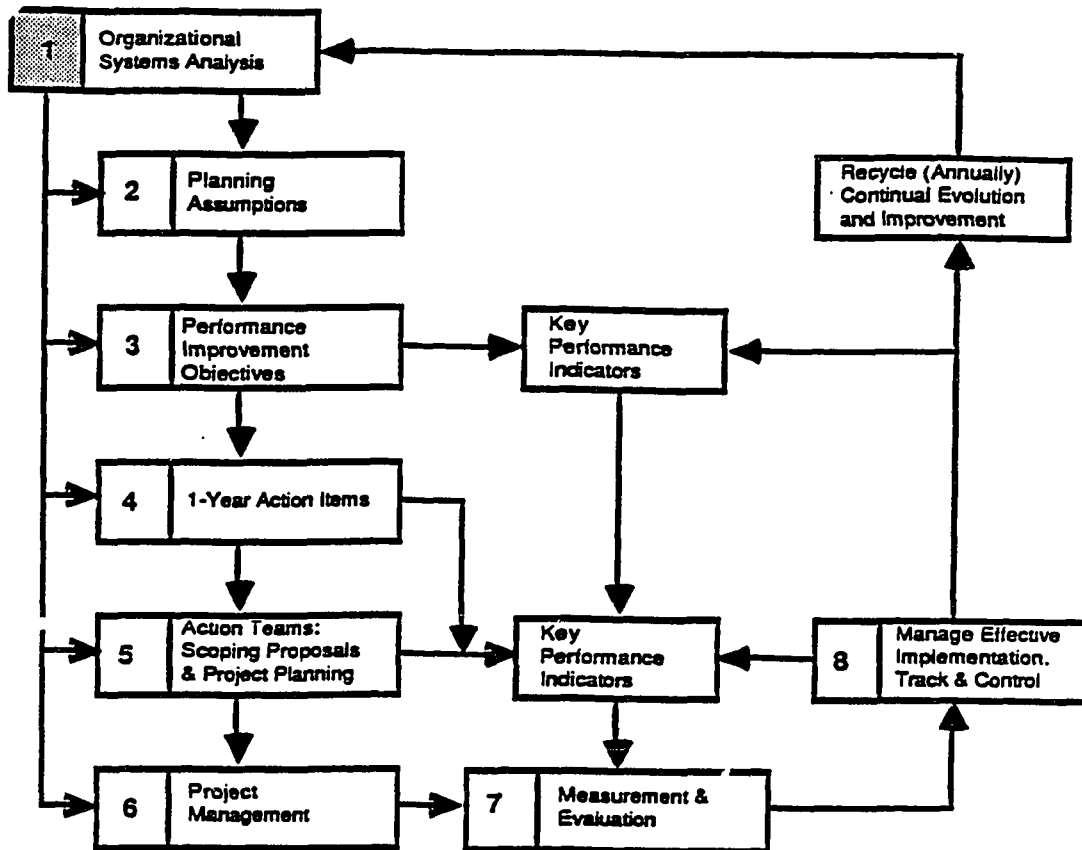 1
Organizational
Systems Analysis
2
Planning
Assumptions
Recycle (Annually)
Continual Evolution
and Improvement
3
Performance
Improvement
Objectives
Key
Performance
Indicators
4
1-Year Action Items
5
Action Teams:
Scoping Proposals
& Project Planning
Key
Performance
Indicators
8
Manage Effective
Implementation.
Track & Control
6
Project
Management
7
Measurement &
Evaluation